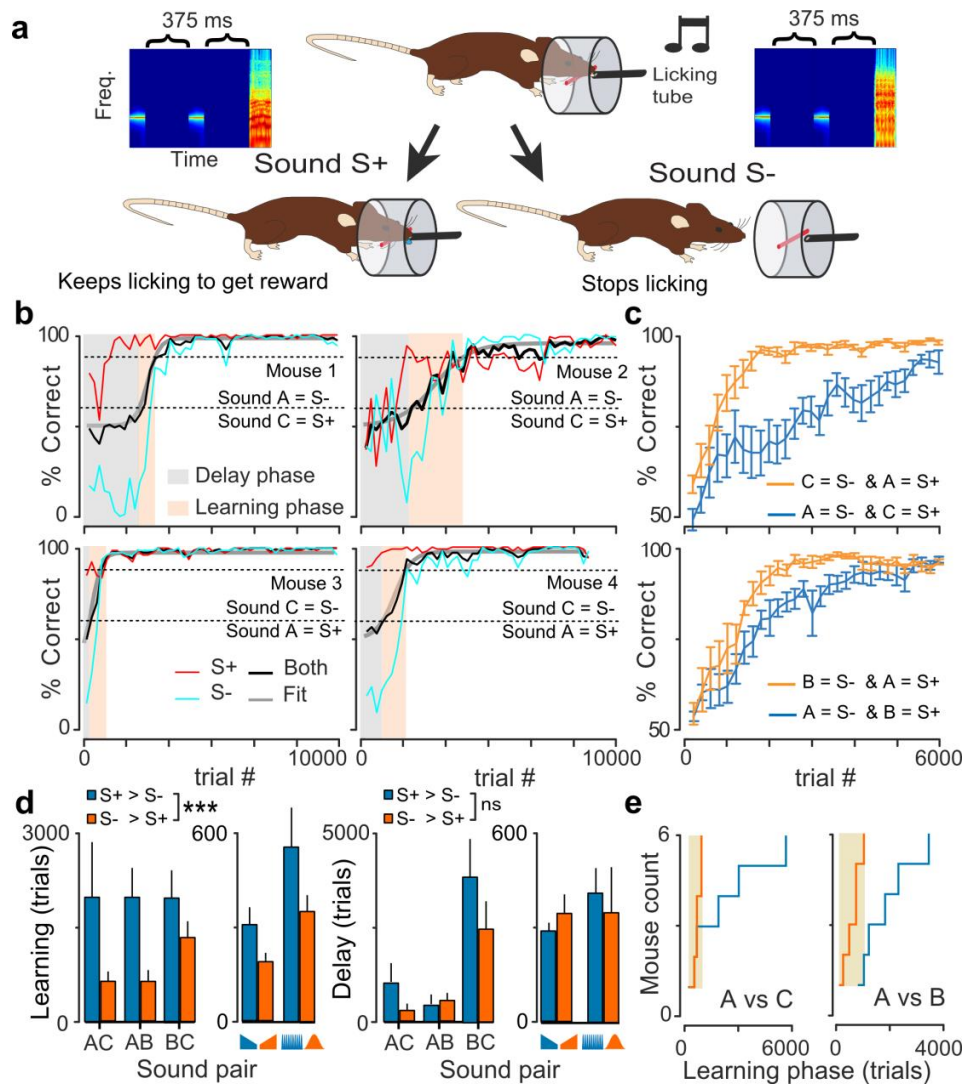 a
375 ms
375 ms
Freq.
Time
Licking
tube
Sound S+
Sound S-
Keeps licking to get reward
Stops licking
b
% Correct
100
0
Mouse 1
Sound A = S-
Sound C = S+
Delay phase
Learning phase
Mouse 2
Sound A = S-
Sound C = S+
% Correct
100
0
Mouse 3
Sound C = S-
Sound A = S+
S+
S-
Both
Fit
Mouse 4
Sound C = S-
Sound A = S+
0
10000
0
10000
trial #
trial #
c
% Correct
100
50
C = S- & A = S+
A = S- & C = S+
% Correct
100
50
B = S- & A = S+
A = S- & B = S+
0
6000
trial #
d
S+ > S-
S- > S+
***
Learning (trials)
3000
0
AC AB BC
600
0
Sound pair
S+ > S-
S- > S+
ns
Delay (trials)
5000
0
AC AB BC
600
0
Sound pair
e
Mouse count
6
4
2
0
A vs C
A vs B
0
6000
0
4000
Learning phase (trials)